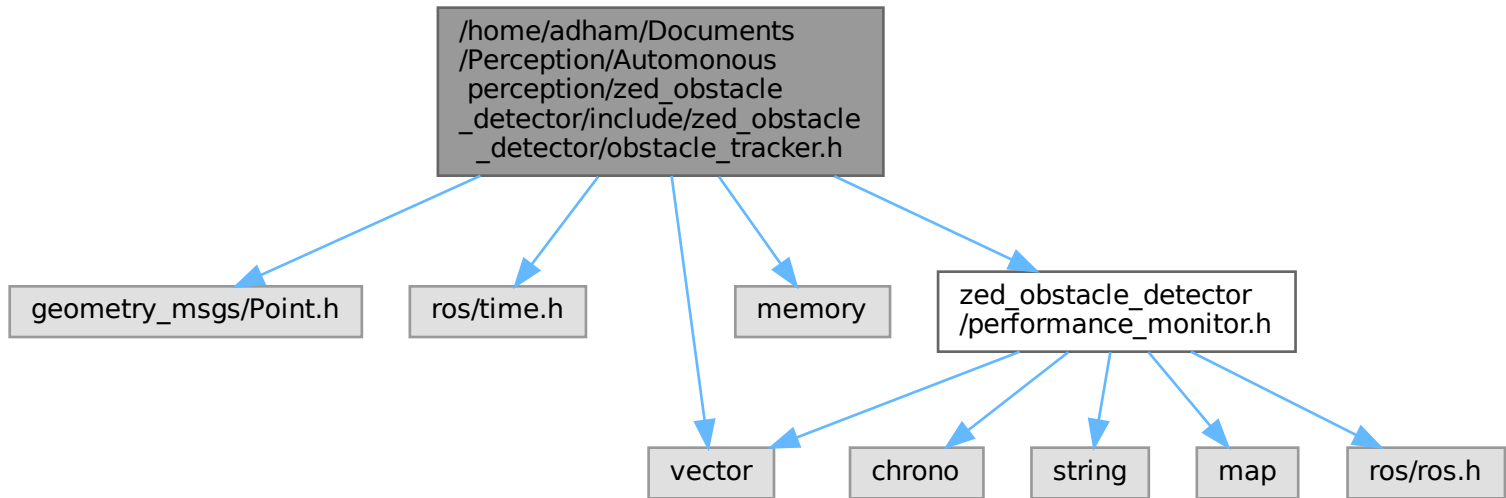 /home/adham/Documents
/Perception/Automonous
perception/zed_obstacle
_detector/include/zed_obstacle
_detector/obstacle_tracker.h
geometry_msgs/Point.h
ros/time.h
memory
zed_obstacle_detector
/performance_monitor.h
vector
chrono
string
map
ros/ros.h